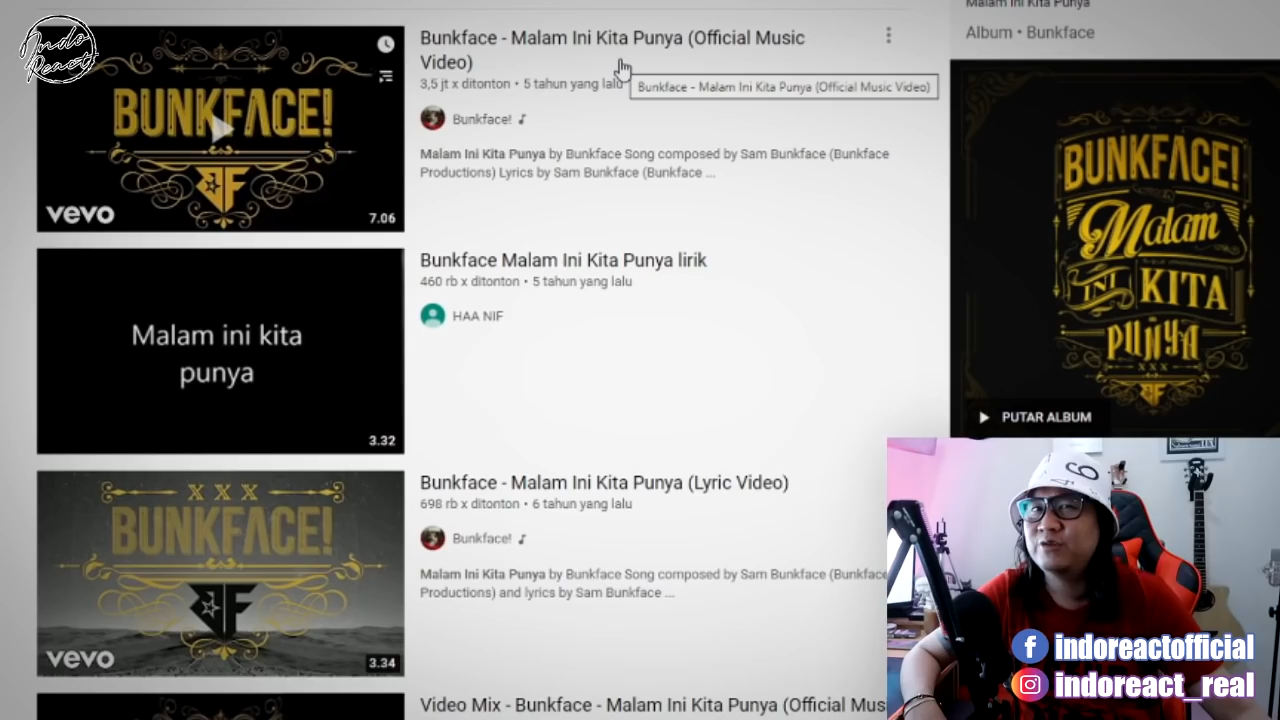 Indo
React
BUNKFACE!
BF
vevo
7.06
Bunkface - Malam Ini Kita Punya (Official Music
Video)
3,5 jt x ditonton • 5 tahun yang lalu
Bunkface - Malam Ini Kita Punya (Official Music Video)
Bunkface! ♪
Malam Ini Kita Punya by Bunkface Song composed by Sam Bunkface (Bunkface
Productions) Lyrics by Sam Bunkface (Bunkface ...
Malam ini kita
punya
3.32
Bunkface Malam Ini Kita Punya lirik
460 rb x ditonton • 5 tahun yang lalu
HAA NIF
XXX
BUNKFACE!
BF
vevo
3.34
Bunkface - Malam Ini Kita Punya (Lyric Video)
698 rb x ditonton • 6 tahun yang lalu
Bunkface! ♪
Malam Ini Kita Punya by Bunkface Song composed by Sam Bunkface (Bunkface
Productions) and lyrics by Sam Bunkface ...
Video Mix - Bunkface - Malam Ini Kita Punya (Official Mus
Malam Ini Kita Punya
Album • Bunkface
BUNKFACE!
Malam
INI KITA
PUNYA
XXX
BF
PUTAR ALBUM
6
indoreactofficial
indoreact_real